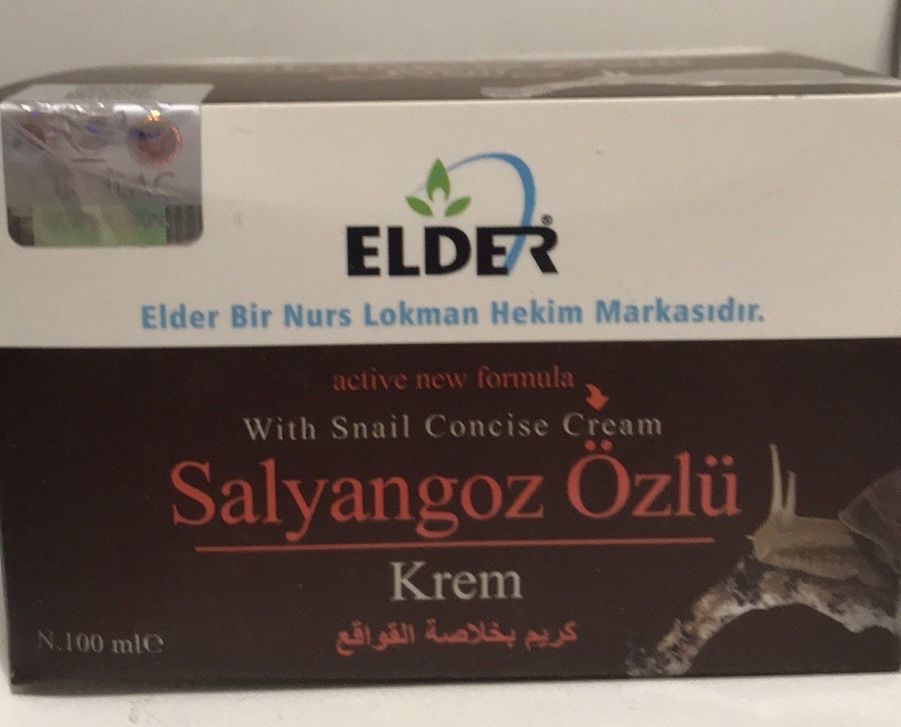 ELDER®
Elder Bir Nurs Lokman Hekim Markasıdır.
active new formula
With Snail Concise Cream
Salyangoz Özlü
Krem
كريم بخلاصة القواقع
N.100 ml℮